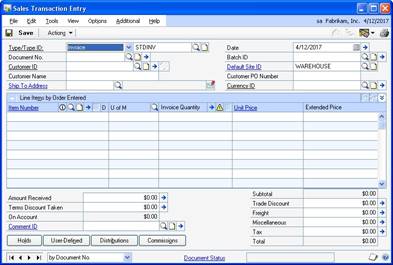 Sales Transaction Entry
File Edit Tools View Options Additional Help sa Fabrikam, Inc. 4/12/2017
Save Actions
Type/Type ID: Invoice STDINV Date 4/12/2017
Document No. Batch ID
Customer ID Default Site ID WAREHOUSE
Customer Name Customer PO Number
Ship To Address Currency ID
Line Items by Order Entered
Item Number D U of M Invoice Quantity Unit Price Extended Price
Amount Received $0.00 Subtotal $0.00
Terms Discount Taken $0.00 Trade Discount $0.00
On Account $0.00 Freight $0.00
Comment ID Miscellaneous $0.00
Tax $0.00
Holds User-Defined Distributions Commissions Total $0.00
by Document No. Document Status